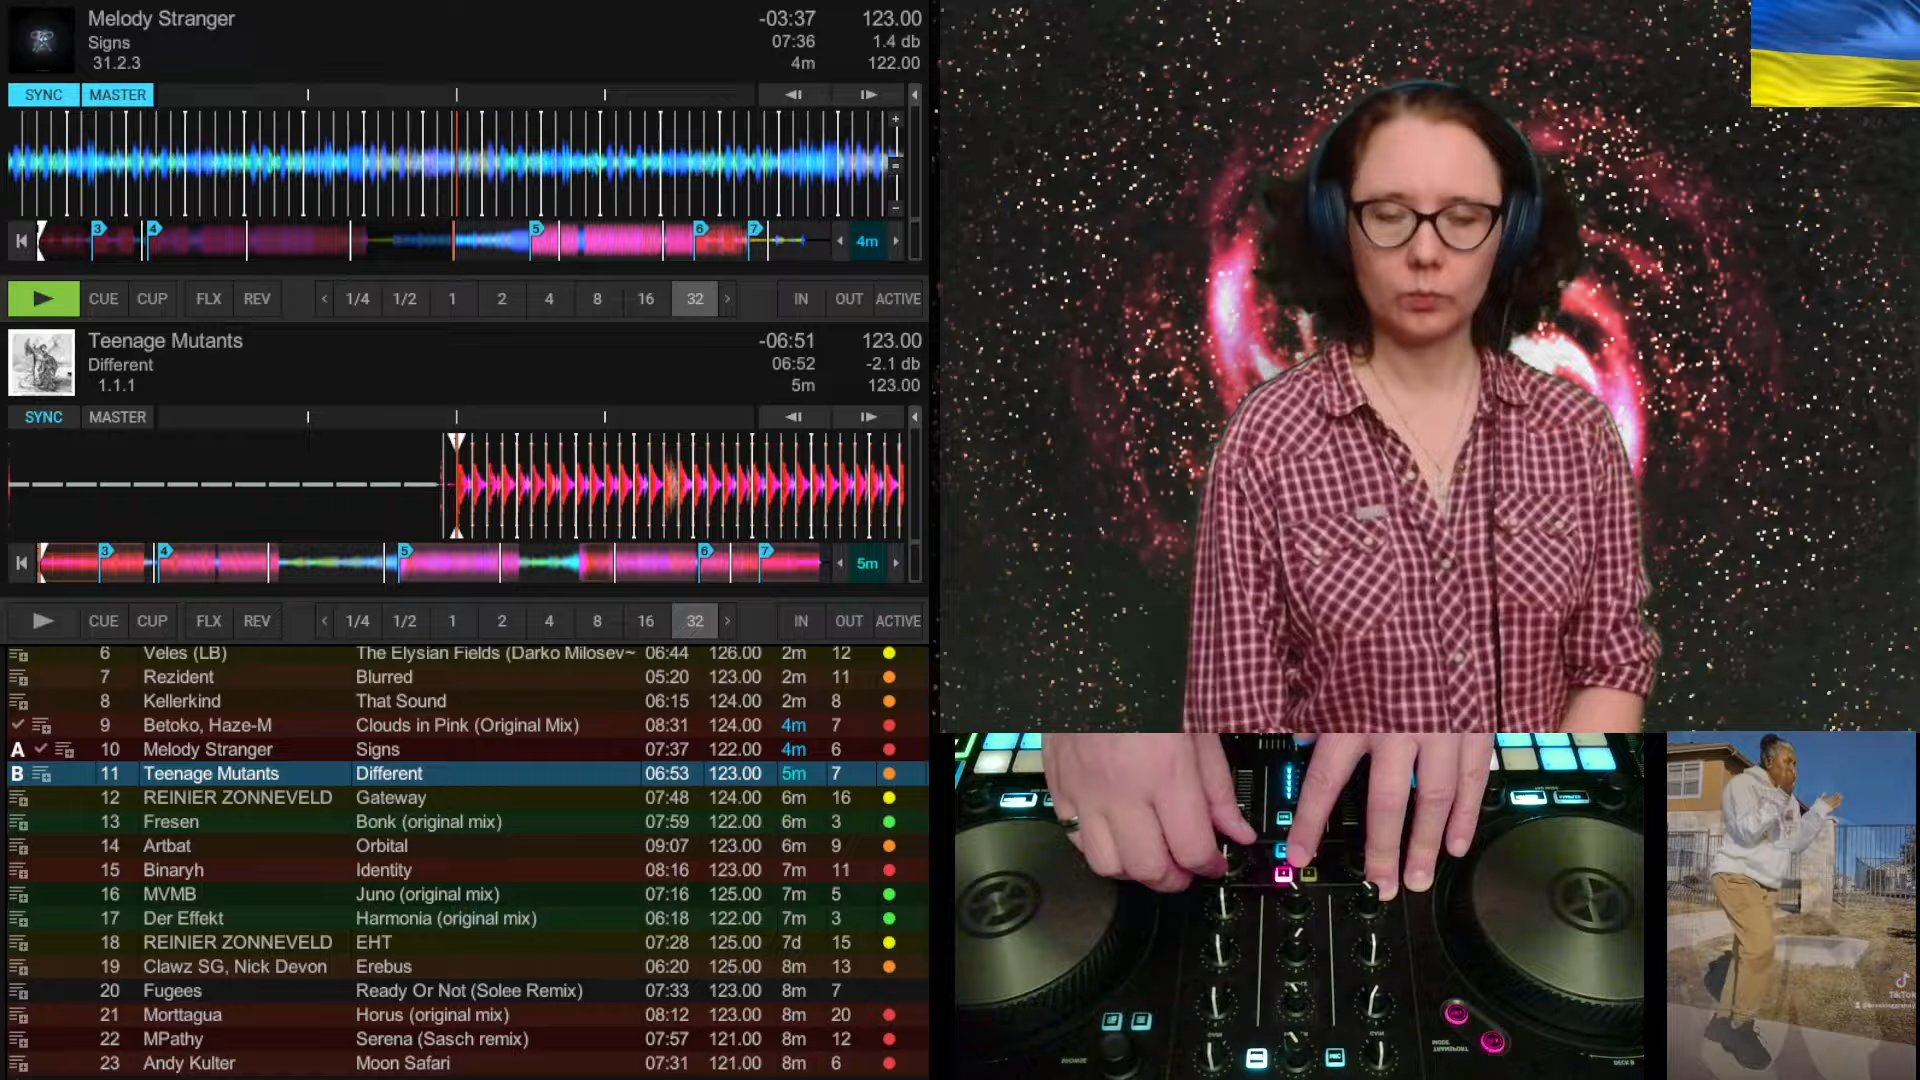 Melody Stranger -03:37 123.00
Signs 07:36 1.4 db
31.2.3 4m 122.00
SYNC MASTER
3 4 5 6 7 4m
CUE CUP FLX REV 1/4 1/2 1 2 4 8 16 32 IN OUT ACTIVE
Teenage Mutants -06:51 123.00
Different 06:52 -2.1 db
1.1.1 5m 123.00
SYNC MASTER
3 4 5 6 7 5m
CUE CUP FLX REV 1/4 1/2 1 2 4 8 16 32 IN OUT ACTIVE
6 Veles (LB) The Elysian Fields (Darko Milosev~ 06:44 126.00 2m 12
7 Rezident Blurred 05:20 123.00 2m 11
8 Kellerkind That Sound 06:15 124.00 2m 8
9 Betoko, Haze-M Clouds in Pink (Original Mix) 08:31 124.00 4m 7
A 10 Melody Stranger Signs 07:37 122.00 4m 6
B 11 Teenage Mutants Different 06:53 123.00 5m 7
12 REINIER ZONNEVELD Gateway 07:48 124.00 6m 16
13 Fresen Bonk (original mix) 07:59 122.00 6m 3
14 Artbat Orbital 09:07 123.00 6m 9
15 Binaryh Identity 08:16 123.00 7m 11
16 MVMB Juno (original mix) 07:16 125.00 7m 5
17 Der Effekt Harmonia (original mix) 06:18 122.00 7m 3
18 REINIER ZONNEVELD EHT 07:28 125.00 7d 15
19 Clawz SG, Nick Devon Erebus 06:20 125.00 8m 13
20 Fugees Ready Or Not (Solee Remix) 07:33 123.00 8m 7
21 Morttagua Horus (original mix) 08:12 123.00 8m 20
22 MPathy Serena (Sasch remix) 07:57 121.00 8m 12
23 Andy Kulter Moon Safari 07:31 121.00 8m 6
TikTok